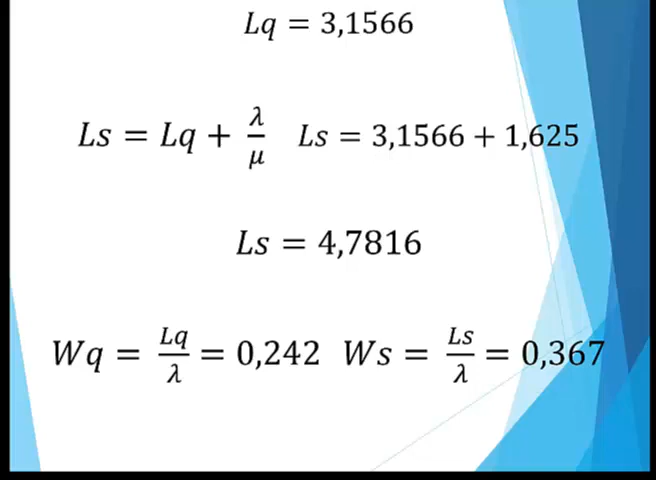 Lq = 3,1566
Ls = Lq + λ/μ Ls = 3,1566 + 1,625
Ls = 4,7816
Wq = Lq/λ = 0,242 Ws = Ls/λ = 0,367